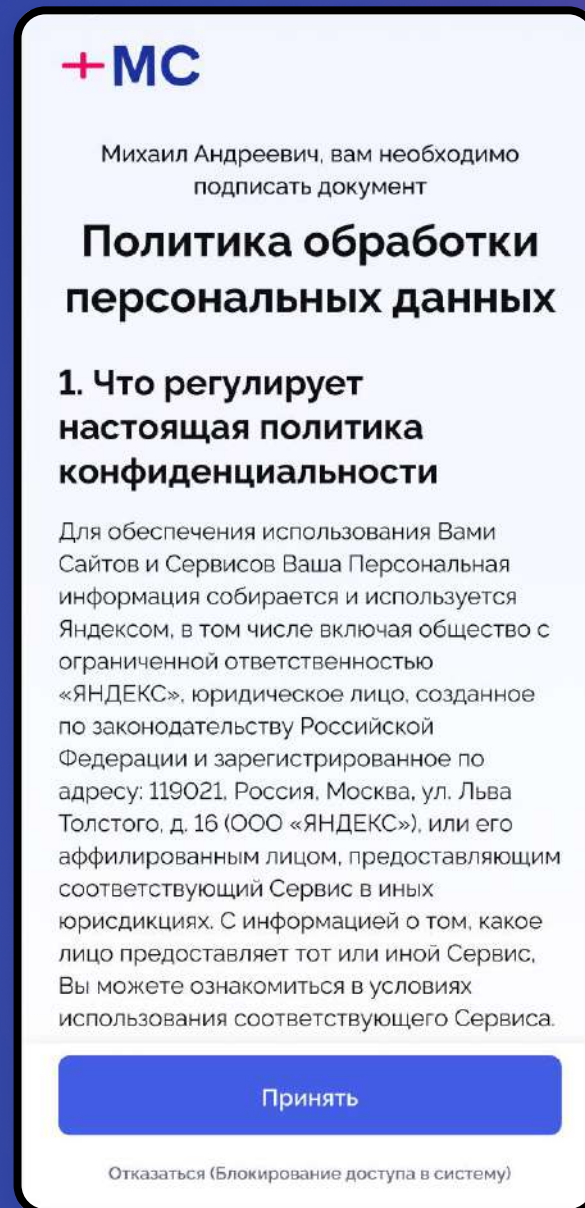 +МС
Михаил Андреевич, вам необходимо
подписать документ
Политика обработки
персональных данных
1. Что регулирует
настоящая политика
конфиденциальности
Для обеспечения использования Вами
Сайтов и Сервисов Ваша Персональная
информация собирается и используется
Яндексом, в том числе включая общество с
ограниченной ответственностью
«ЯНДЕКС», юридическое лицо, созданное
по законодательству Российской
Федерации и зарегистрированное по
адресу: 119021, Россия, Москва, ул. Льва
Толстого, д. 16 (ООО «ЯНДЕКС»), или его
аффилированным лицом, предоставляющим
соответствующий Сервис в иных
юрисдикциях. С информацией о том, какое
лицо предоставляет тот или иной Сервис,
Вы можете ознакомиться в условиях
использования соответствующего Сервиса.
Принять
Отказаться (Блокирование доступа в систему)